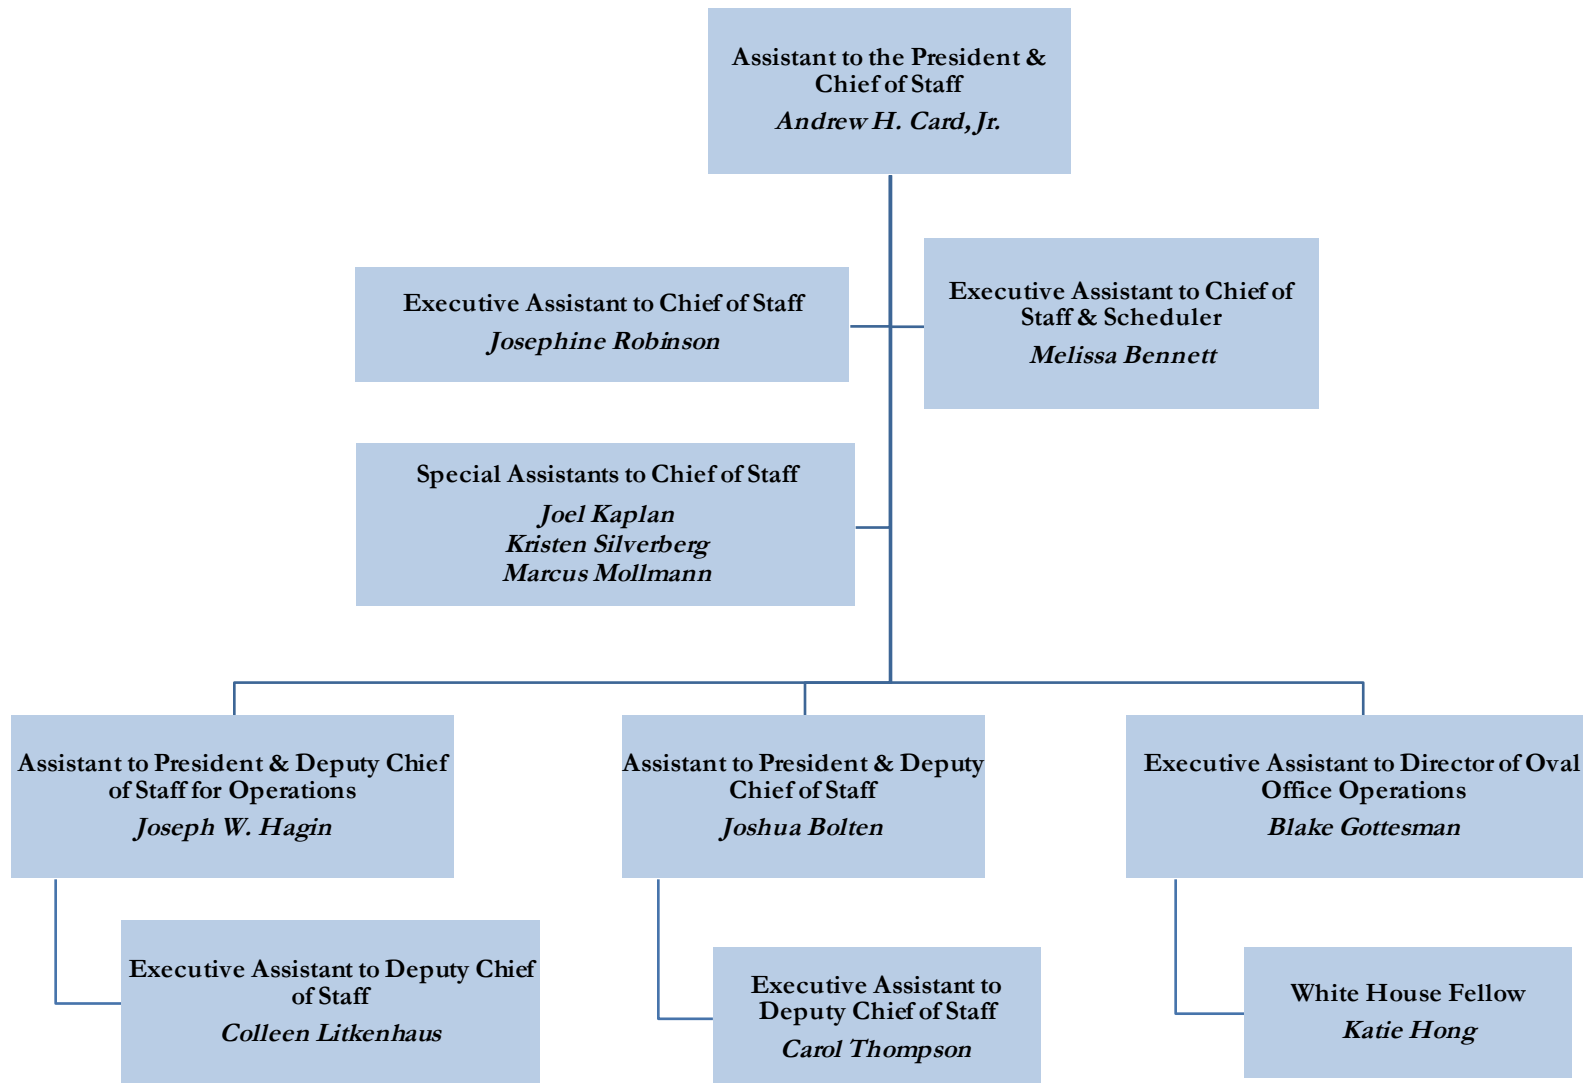 Assistant to the President &
Chief of Staff
Andrew H. Card, Jr.
Executive Assistant to Chief of Staff
Josephine Robinson
Executive Assistant to Chief of
Staff & Scheduler
Melissa Bennett
Special Assistants to Chief of Staff
Joel Kaplan
Kristen Silverberg
Marcus Mollmann
Assistant to President & Deputy Chief
of Staff for Operations
Joseph W. Hagin
Assistant to President & Deputy
Chief of Staff
Joshua Bolten
Executive Assistant to Director of Oval
Office Operations
Blake Gottesman
Executive Assistant to Deputy Chief
of Staff
Colleen Litkenhaus
Executive Assistant to
Deputy Chief of Staff
Carol Thompson
White House Fellow
Katie Hong